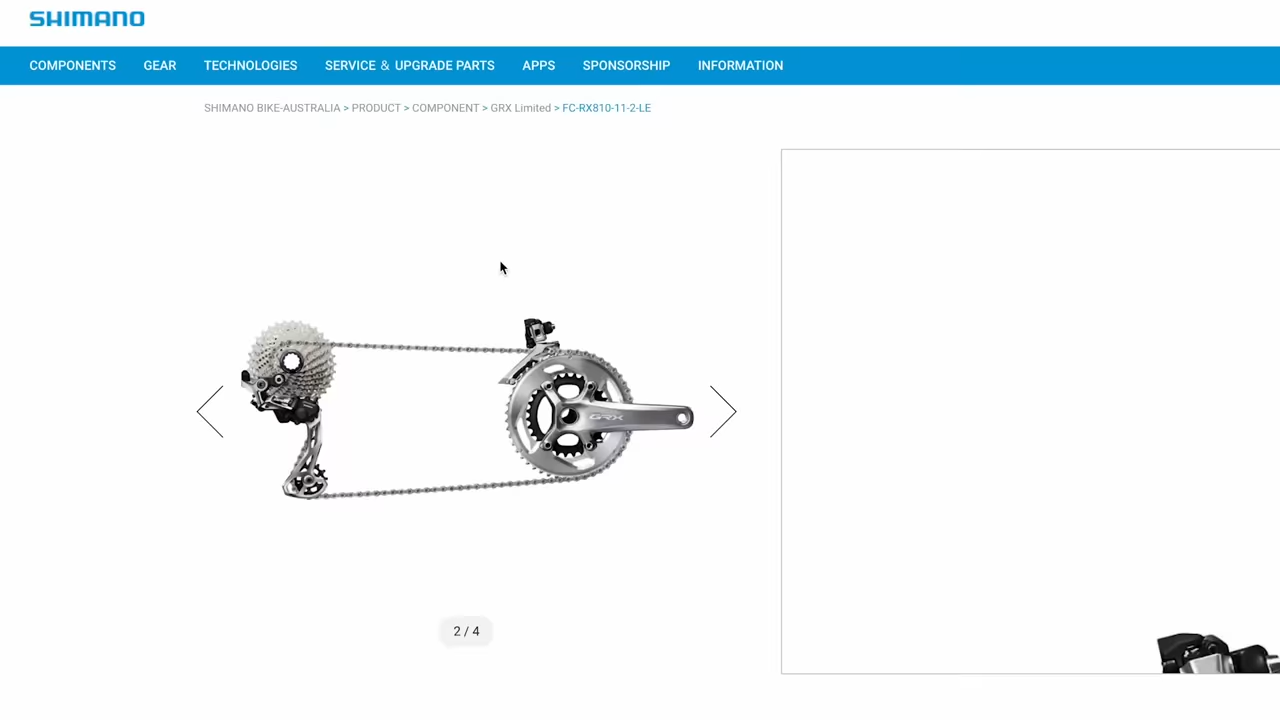 SHIMANO
COMPONENTS GEAR TECHNOLOGIES SERVICE & UPGRADE PARTS APPS SPONSORSHIP INFORMATION
SHIMANO BIKE-AUSTRALIA > PRODUCT > COMPONENT > GRX Limited > FC-RX810-11-2-LE
GRX
2 / 4